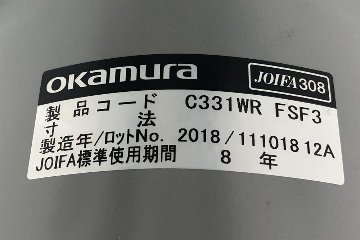 okamura JOIFA308
製品コード C331WR FSF3
寸法
製造年/ロットNo. 2018/111018 12A
JOIFA標準使用期間 8 年